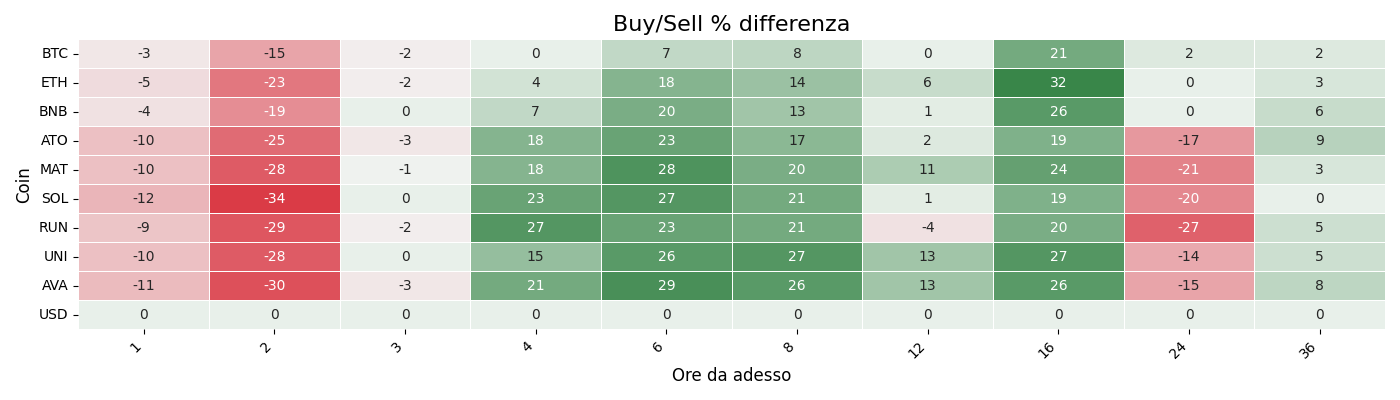 Buy/Sell % differenza
Coin
BTC -3 -15 -2 0 7 8 0 21 2 2
ETH -5 -23 -2 4 18 14 6 32 0 3
BNB -4 -19 0 7 20 13 1 26 0 6
ATO -10 -25 -3 18 23 17 2 19 -17 9
MAT -10 -28 -1 18 28 20 11 24 -21 3
SOL -12 -34 0 23 27 21 1 19 -20 0
RUN -9 -29 -2 27 23 21 -4 20 -27 5
UNI -10 -28 0 15 26 27 13 27 -14 5
AVA -11 -30 -3 21 29 26 13 26 -15 8
USD 0 0 0 0 0 0 0 0 0 0
1 2 3 4 6 8 12 16 24 36
Ore da adesso